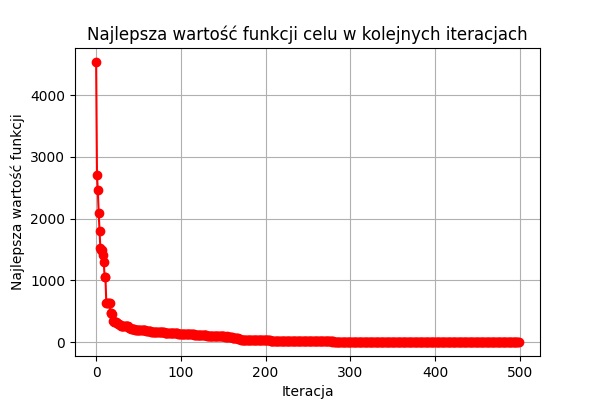 Najlepsza wartość funkcji celu w kolejnych iteracjach
Najlepsza wartość funkcji
4000
3000
2000
1000
0
0 100 200 300 400 500
Iteracja